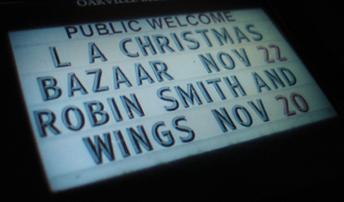 OAKVILLE
PUBLIC WELCOME
L A CHRISTMAS
BAZAAR NOV 22
ROBIN SMITH AND
WINGS NOV 20